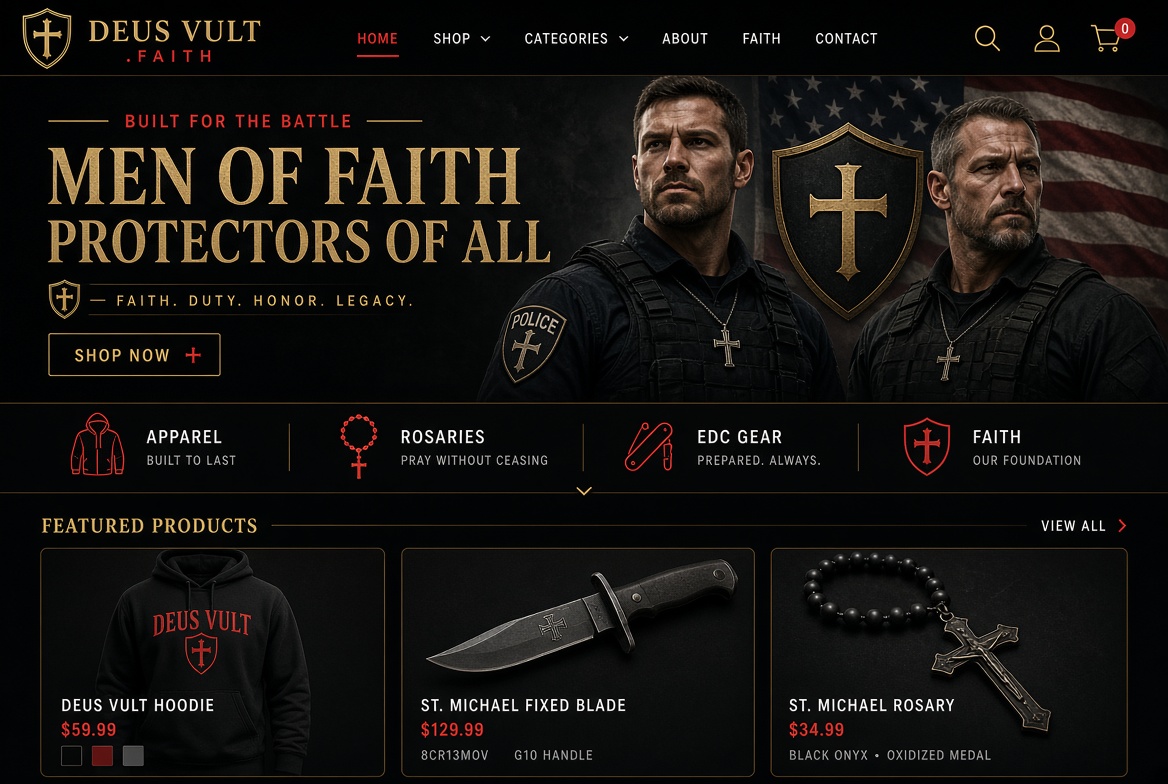 DEUS VULT
.FAITH
HOME
SHOP
CATEGORIES
ABOUT
FAITH
CONTACT
0
BUILT FOR THE BATTLE
MEN OF FAITH
PROTECTORS OF ALL
FAITH. DUTY. HONOR. LEGACY.
SHOP NOW +
POLICE
APPAREL
BUILT TO LAST
ROSARIES
PRAY WITHOUT CEASING
EDC GEAR
PREPARED. ALWAYS.
FAITH
OUR FOUNDATION
FEATURED PRODUCTS
VIEW ALL
DEUS VULT
DEUS VULT HOODIE
$59.99
ST. MICHAEL FIXED BLADE
$129.99
8CR13MOV G10 HANDLE
ST. MICHAEL ROSARY
$34.99
BLACK ONYX • OXIDIZED MEDAL